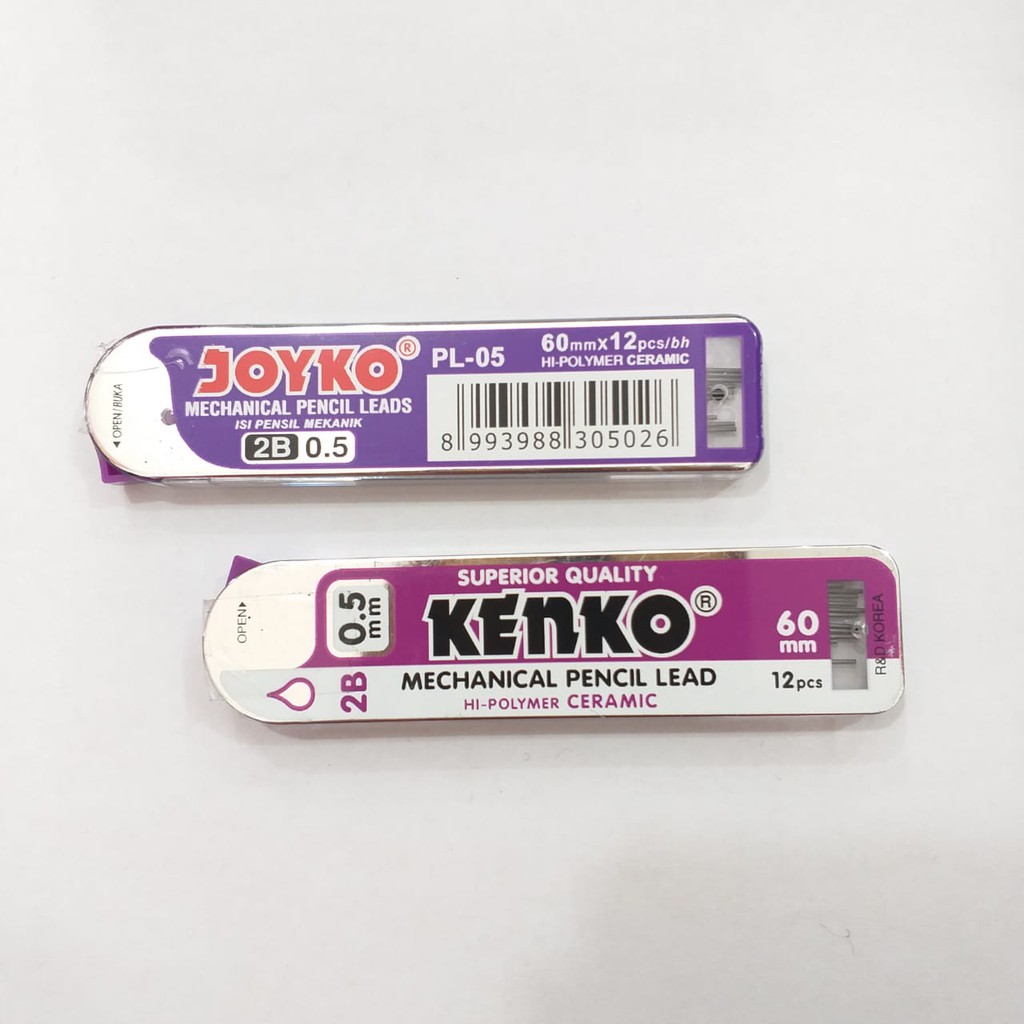 JOYKO®
MECHANICAL PENCIL LEADS
ISI PENSIL MEKANIK
2B 0.5
PL-05
60mmx12pcs/bh
HI-POLYMER CERAMIC
8 993988 305026
◄OPEN/BUKA
OPEN►
2B
0.5 mm
SUPERIOR QUALITY
KENKO®
MECHANICAL PENCIL LEAD
HI-POLYMER CERAMIC
60
mm
12pcs
R&D KOREA